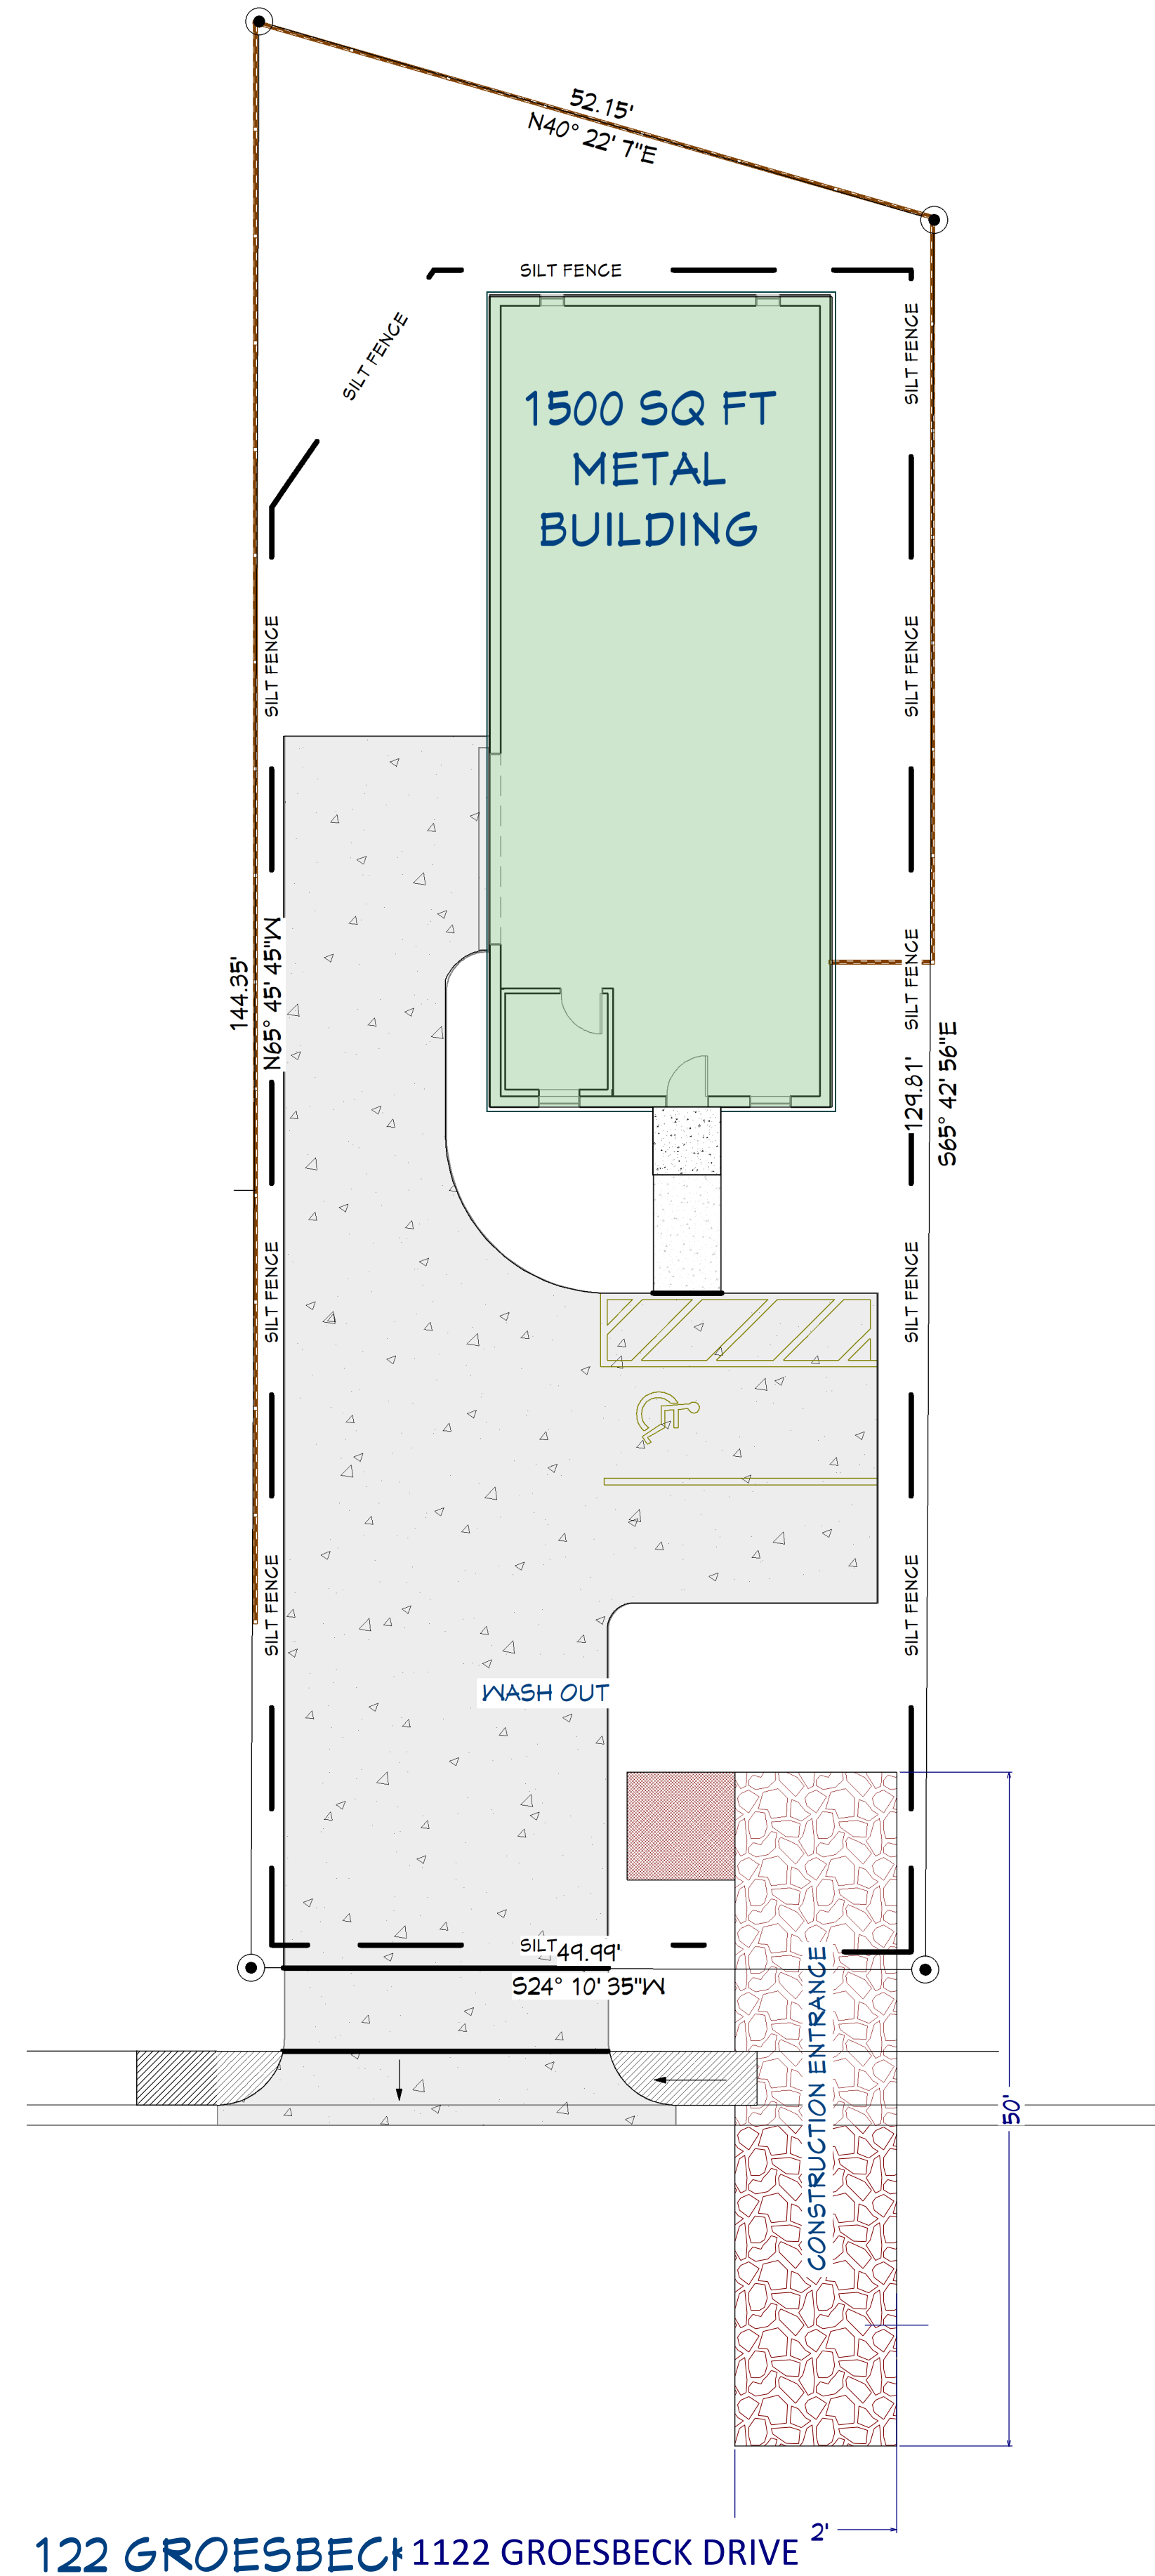 52.15'
N40° 22' 7"E
SILT FENCE
SILT FENCE
SILT FENCE
1500 SQ FT
METAL
BUILDING
SILT FENCE
SILT FENCE
144.35'
N65° 45' 45"W
SILT FENCE
129.81'
S65° 42' 56"E
SILT FENCE
SILT FENCE
SILT FENCE
SILT FENCE
WASH OUT
SILT
49.99'
S24° 10' 35"W
CONSTRUCTION ENTRANCE
50'
2'
122 GROESBECK
1122 GROESBECK DRIVE